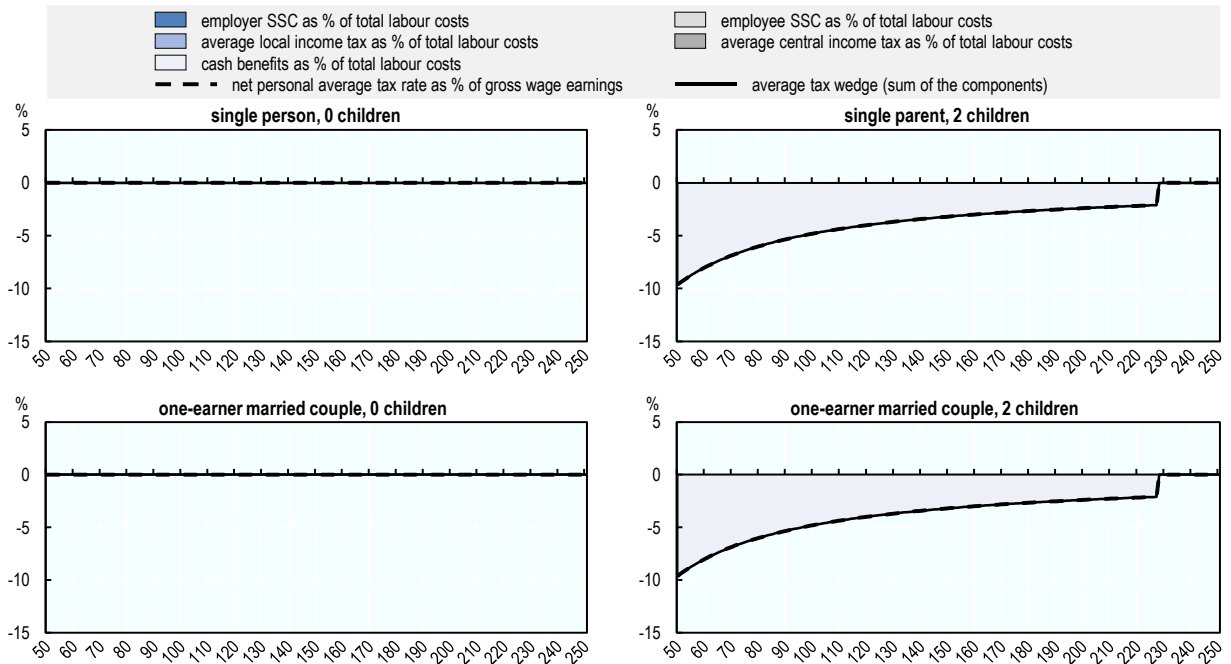 employer SSC as % of total labour costs
employee SSC as % of total labour costs
average local income tax as % of total labour costs
average central income tax as % of total labour costs
cash benefits as % of total labour costs
net personal average tax rate as % of gross wage earnings
average tax wedge (sum of the components)
%
single person, 0 children
5
0
-5
-10
-15
50 60 70 80 90 100 110 120 130 140 150 160 170 180 190 200 210 220 230 240 250
%
single parent, 2 children
5
0
-5
-10
-15
50 60 70 80 90 100 110 120 130 140 150 160 170 180 190 200 210 220 230 240 250
%
one-earner married couple, 0 children
5
0
-5
-10
-15
50 60 70 80 90 100 110 120 130 140 150 160 170 180 190 200 210 220 230 240 250
%
one-earner married couple, 2 children
5
0
-5
-10
-15
50 60 70 80 90 100 110 120 130 140 150 160 170 180 190 200 210 220 230 240 250